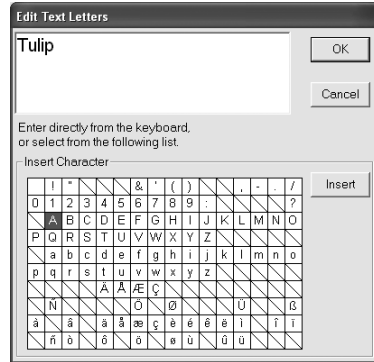 Edit Text Letters
Tulip
OK
Cancel
Enter directly from the keyboard,
or select from the following list.
Insert Character
Insert
! " & ' ( ) , - . /
0 1 2 3 4 5 6 7 8 9 : ?
A B C D E F G H I J K L M N O
P Q R S T U V W X Y Z
a b c d e f g h i j k l m n o
p q r s t u v w x y z
Ä Å Æ Ç
Ñ Ö Ø Ü ß
à â ä å æ ç è é ê ë ì î ï
ñ ò ô ö ø ù û ü